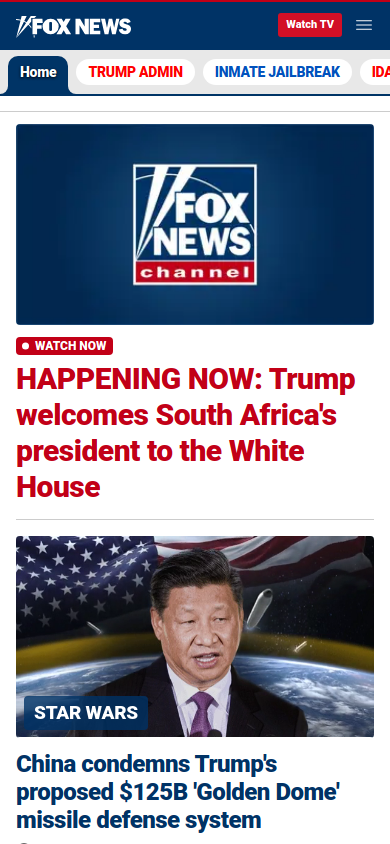 FOX NEWS
Watch TV
Home
TRUMP ADMIN
INMATE JAILBREAK
IDA
FOX
NEWS
channel
WATCH NOW
HAPPENING NOW: Trump
welcomes South Africa's
president to the White
House
STAR WARS
China condemns Trump's
proposed $125B 'Golden Dome'
missile defense system